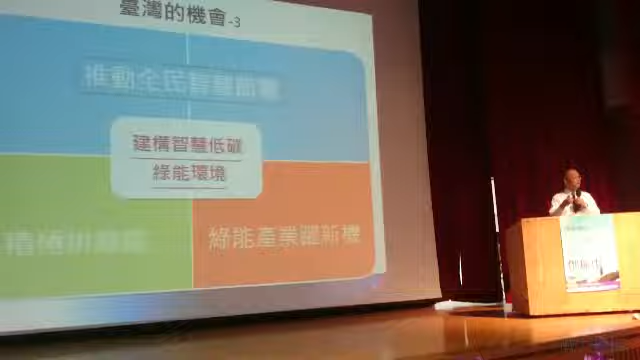 臺灣的機會-3
推動全民智慧節電
建構智慧低碳
綠能環境
綠能產業躍新機